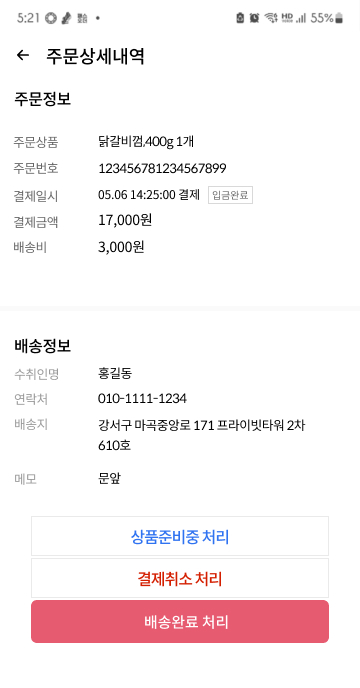 5:21 55%
주문상세내역
주문정보
주문상품 닭갈비껌,400g 1개
주문번호 123456781234567899
결제일시 05.06 14:25:00 결제 입금완료
결제금액 17,000원
배송비 3,000원
배송정보
수취인명 홍길동
연락처 010-1111-1234
배송지 강서구 마곡중앙로 171 프라이빗타워 2차
610호
메모 문앞
상품준비중 처리
결제취소 처리
배송완료 처리